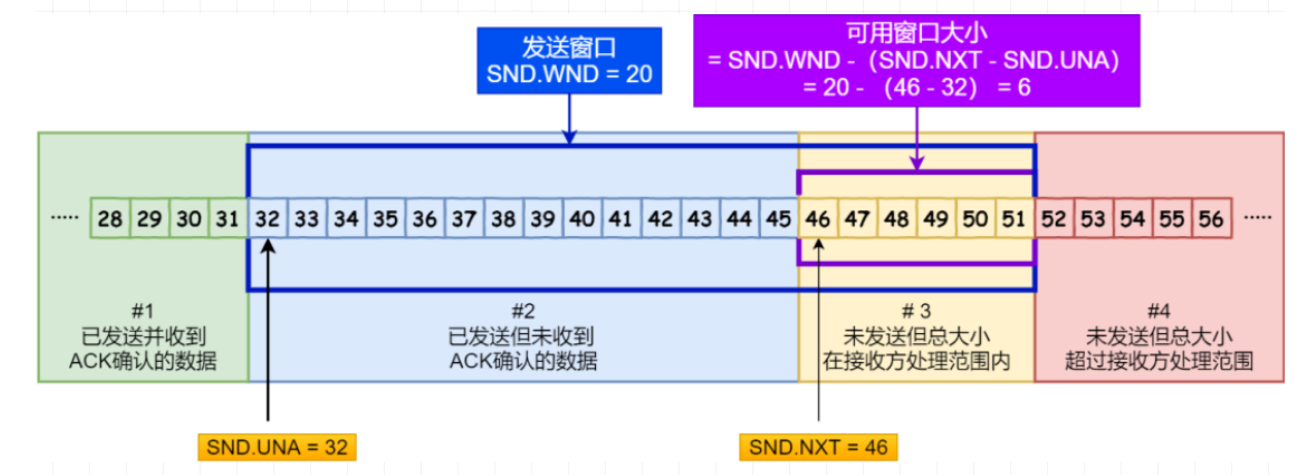 发送窗口
SND.WND = 20
可用窗口大小
= SND.WND -（SND.NXT - SND.UNA）
= 20 -（46 - 32） = 6
····· 28 29 30 31 32 33 34 35 36 37 38 39 40 41 42 43 44 45 46 47 48 49 50 51 52 53 54 55 56 ·····
#1
已发送并收到
ACK确认的数据
#2
已发送但未收到
ACK确认的数据
# 3
未发送但总大小
在接收方处理范围内
#4
未发送但总大小
超过接收方处理范围
SND.UNA = 32
SND.NXT = 46